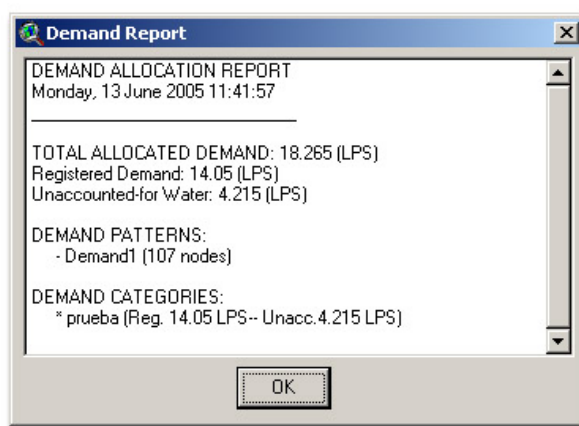 Demand Report
DEMAND ALLOCATION REPORT
Monday, 13 June 2005 11:41:57
TOTAL ALLOCATED DEMAND: 18.265 (LPS)
Registered Demand: 14.05 (LPS)
Unaccounted-for Water: 4.215 (LPS)
DEMAND PATTERNS:
- Demand1 (107 nodes)
DEMAND CATEGORIES:
* prueba (Reg. 14.05 LPS-- Unacc.4.215 LPS)
OK